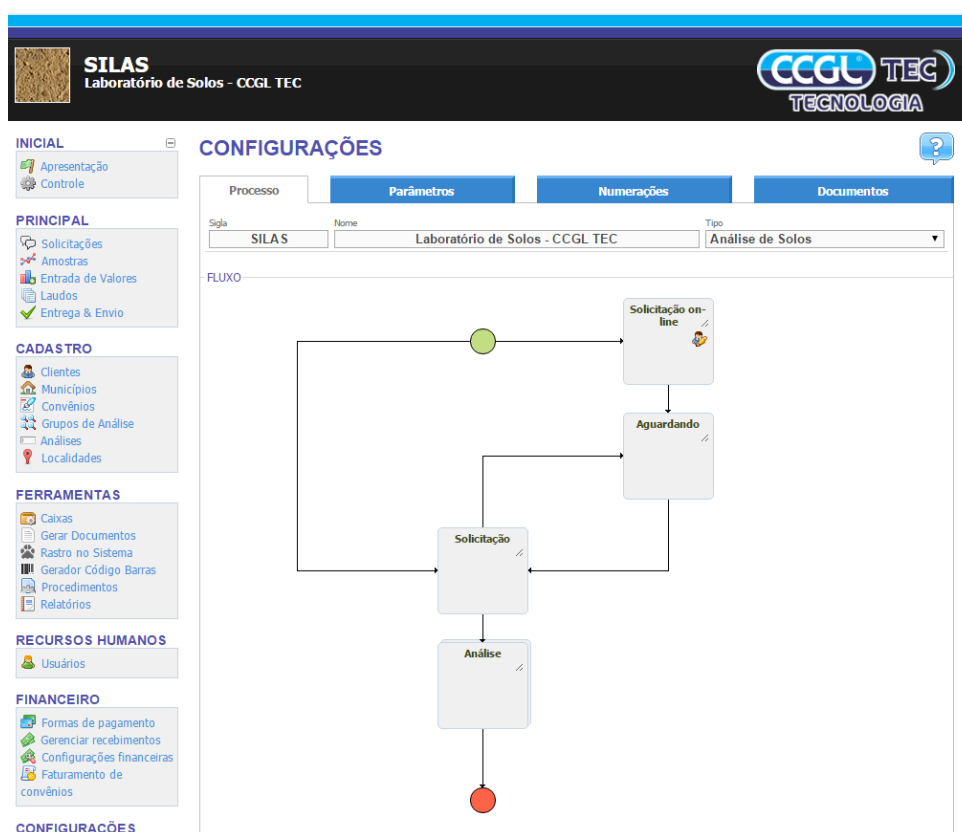 SILAS
Laboratório de Solos - CCGL TEC
CCGL TEC
TECNOLOGIA
INICIAL
Apresentação
Controle
PRINCIPAL
Solicitações
Amostras
Entrada de Valores
Laudos
Entrega & Envio
CADASTRO
Clientes
Municípios
Convênios
Grupos de Análise
Análises
Localidades
FERRAMENTAS
Caixas
Gerar Documentos
Rastro no Sistema
Gerador Código Barras
Procedimentos
Relatórios
RECURSOS HUMANOS
Usuários
FINANCEIRO
Formas de pagamento
Gerenciar recebimentos
Configurações financeiras
Faturamento de
convênios
CONFIGURAÇÕES
CONFIGURAÇÕES
?
Processo
Parâmetros
Numerações
Documentos
Sigla
Nome
Tipo
SILAS
Laboratório de Solos - CCGL TEC
Análise de Solos
FLUXO
Solicitação on-
line
Aguardando
Solicitação
Análise